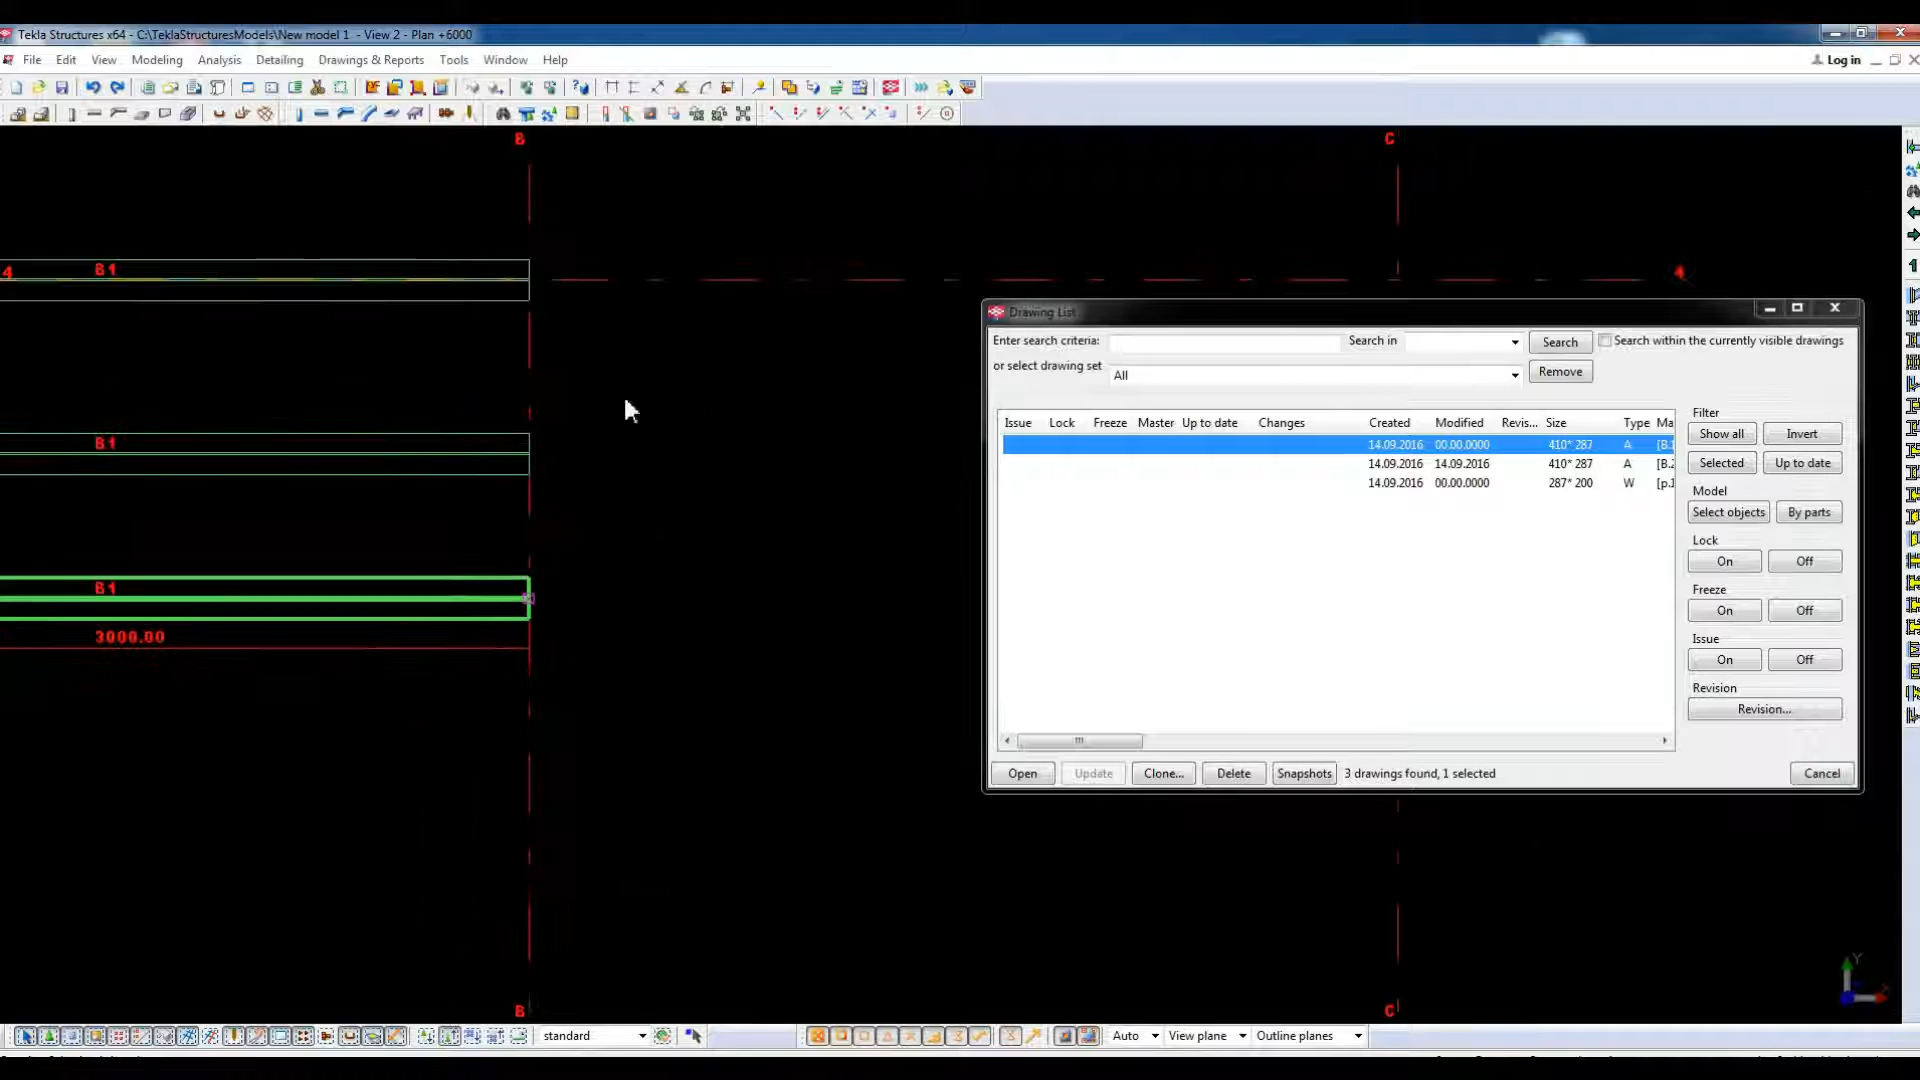 Tekla Structures x64 - C:\TeklaStructuresModels\New model 1 - View 2 - Plan +6000
File Edit View Modeling Analysis Detailing Drawings & Reports Tools Window Help
Log in
B
C
4
B1
4
B1
B1
3000.00
B
C
Drawing List
Enter search criteria:
Search in
Search
Search within the currently visible drawings
or select drawing set
All
Remove
Issue Lock Freeze Master Up to date Changes Created Modified Revis... Size Type Ma
14.09.2016 00.00.0000 410* 287 A [B.1
14.09.2016 14.09.2016 410* 287 A [B.2
14.09.2016 00.00.0000 287* 200 W [p.1
Filter
Show all Invert
Selected Up to date
Model
Select objects By parts
Lock
On Off
Freeze
On Off
Issue
On Off
Revision
Revision...
Open Update Clone... Delete Snapshots 3 drawings found, 1 selected Cancel
Y
standard
Auto View plane Outline planes